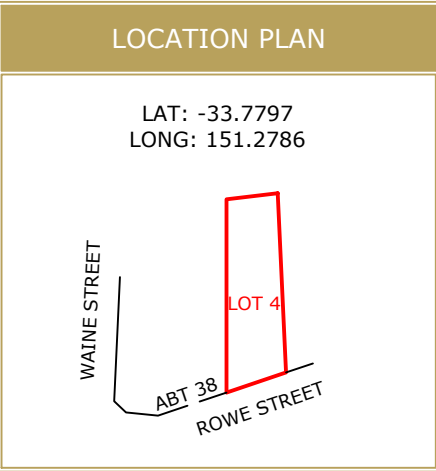 LOCATION PLAN
LAT: -33.7797
LONG: 151.2786
WAINE STREET
LOT 4
ABT 38
ROWE STREET